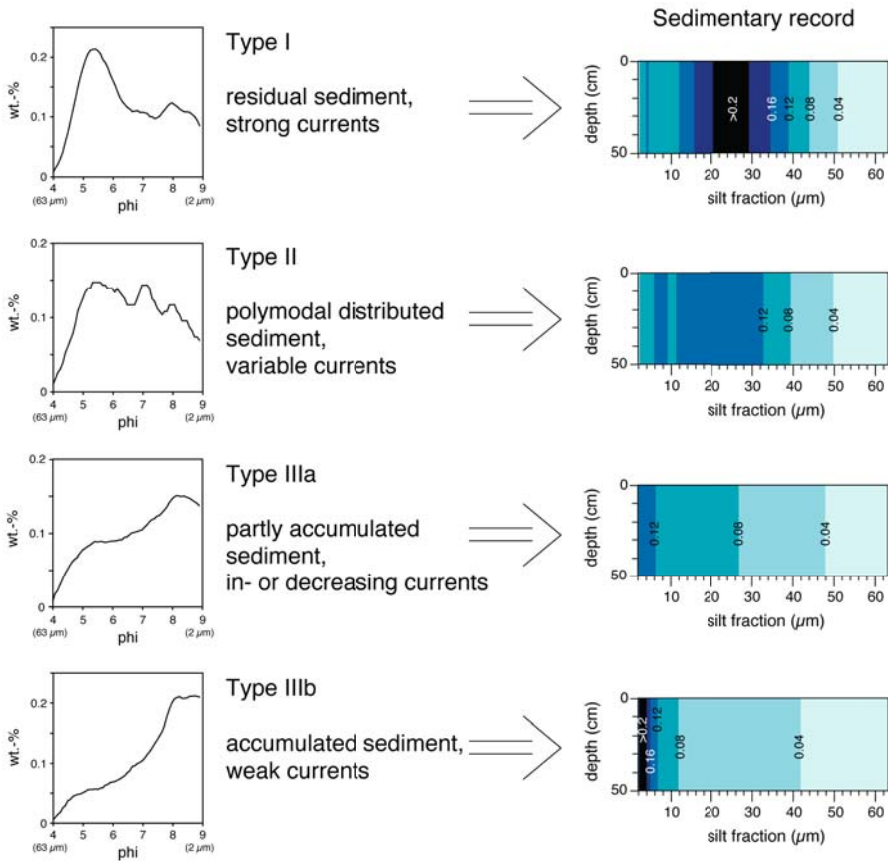 Sedimentary record
Type I
residual sediment,
strong currents
wt.-%
0.2
0.1
0
4 5 6 7 8 9
(63 µm) (2 µm)
phi
depth (cm)
0
50
>0.2 0.16 0.12 0.08 0.04
10 20 30 40 50 60
silt fraction (µm)
Type II
polymodal distributed
sediment,
variable currents
wt.-%
0.2
0.1
0
4 5 6 7 8 9
(63 µm) (2 µm)
phi
depth (cm)
0
50
0.12 0.08 0.04
10 20 30 40 50 60
silt fraction (µm)
Type IIIa
partly accumulated
sediment,
in- or decreasing currents
wt.-%
0.2
0.1
0
4 5 6 7 8 9
(63 µm) (2 µm)
phi
depth (cm)
0
50
0.12 0.08 0.04
10 20 30 40 50 60
silt fraction (µm)
Type IIIb
accumulated sediment,
weak currents
wt.-%
0.2
0.1
0
4 5 6 7 8 9
(63 µm) (2 µm)
phi
depth (cm)
0
50
>0.2 0.16 0.12 0.08 0.04
10 20 30 40 50 60
silt fraction (µm)